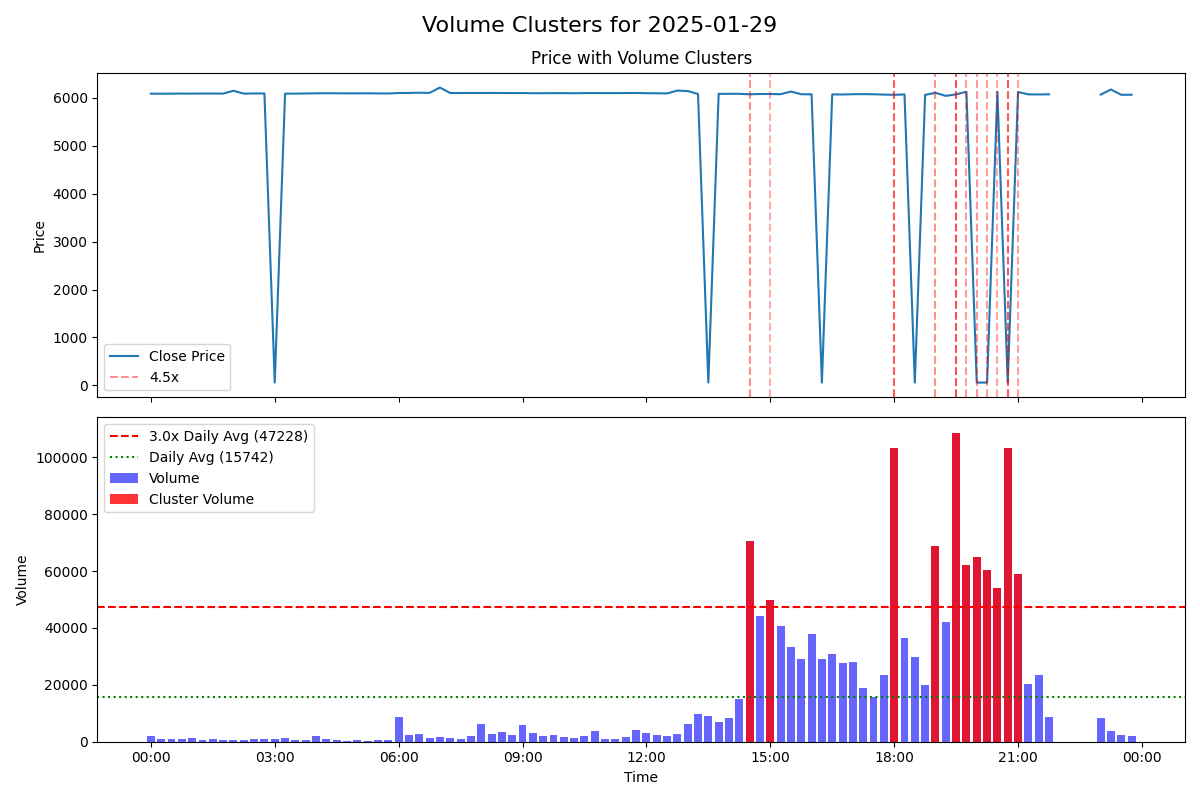 Volume Clusters for 2025-01-29
Price with Volume Clusters
Price
6000
5000
4000
3000
2000
1000
0
Close Price
4.5x
Volume
100000
80000
60000
40000
20000
0
3.0x Daily Avg (47228)
Daily Avg (15742)
Volume
Cluster Volume
00:00 03:00 06:00 09:00 12:00 15:00 18:00 21:00 00:00
Time